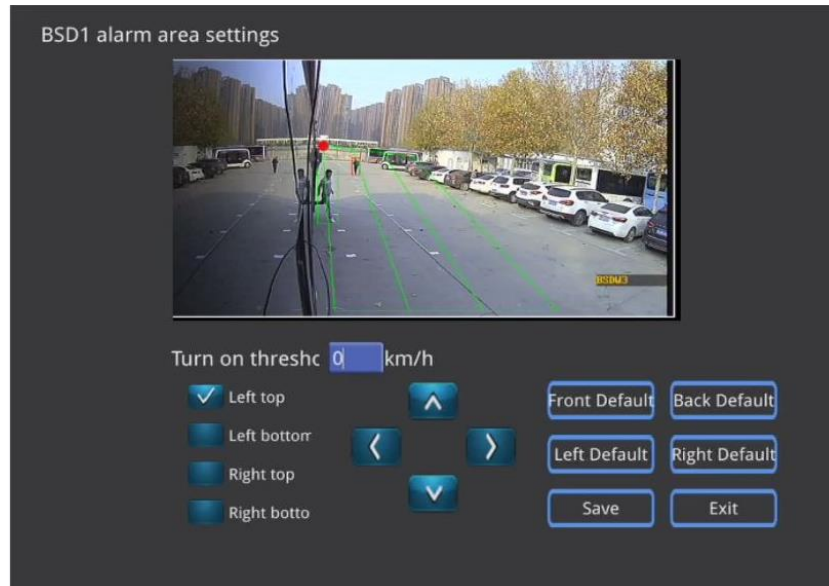 BSD1 alarm area settings
BSDW3
Turn on threshc 0 km/h
Left top
Left bottom
Right top
Right botto
Front Default Back Default
Left Default Right Default
Save Exit